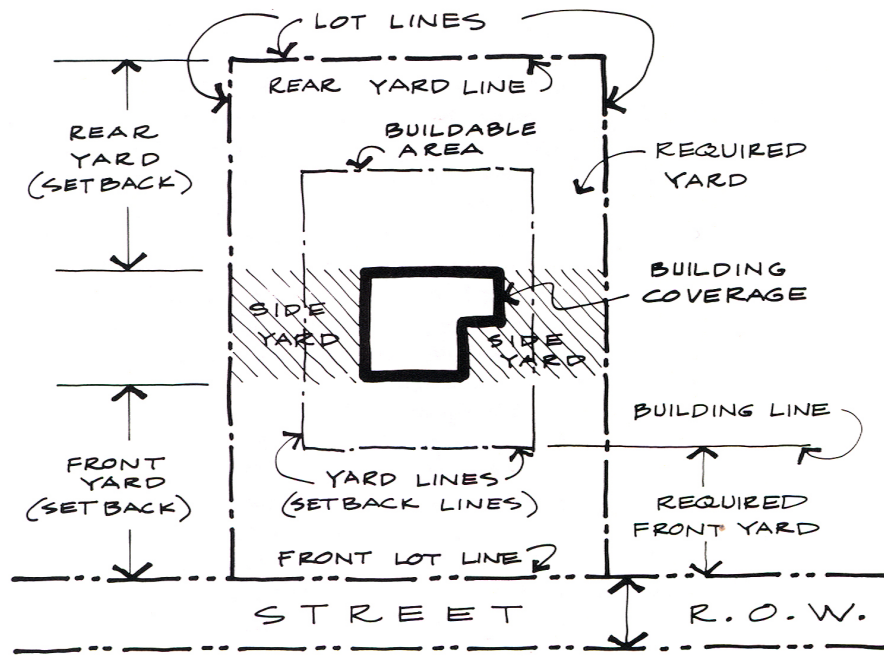 LOT LINES
REAR YARD LINE
REAR
YARD
(SETBACK)
BUILDABLE
AREA
REQUIRED
YARD
BUILDING
COVERAGE
SIDE
YARD
SIDE
YARD
BUILDING LINE
FRONT
YARD
(SETBACK)
YARD LINES
(SETBACK LINES)
REQUIRED
FRONT YARD
FRONT LOT LINE
STREET R.O.W.